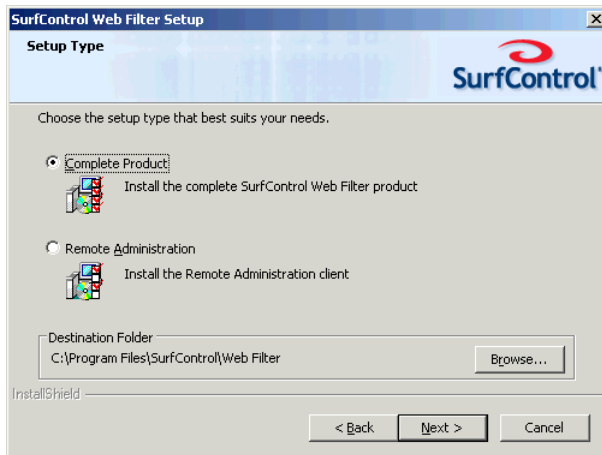 SurfControl Web Filter Setup
Setup Type
SurfControl
Choose the setup type that best suits your needs.
Complete Product
Install the complete SurfControl Web Filter product
Remote Administration
Install the Remote Administration client
Destination Folder
C:\Program Files\SurfControl\Web Filter
Browse...
InstallShield
< Back
Next >
Cancel